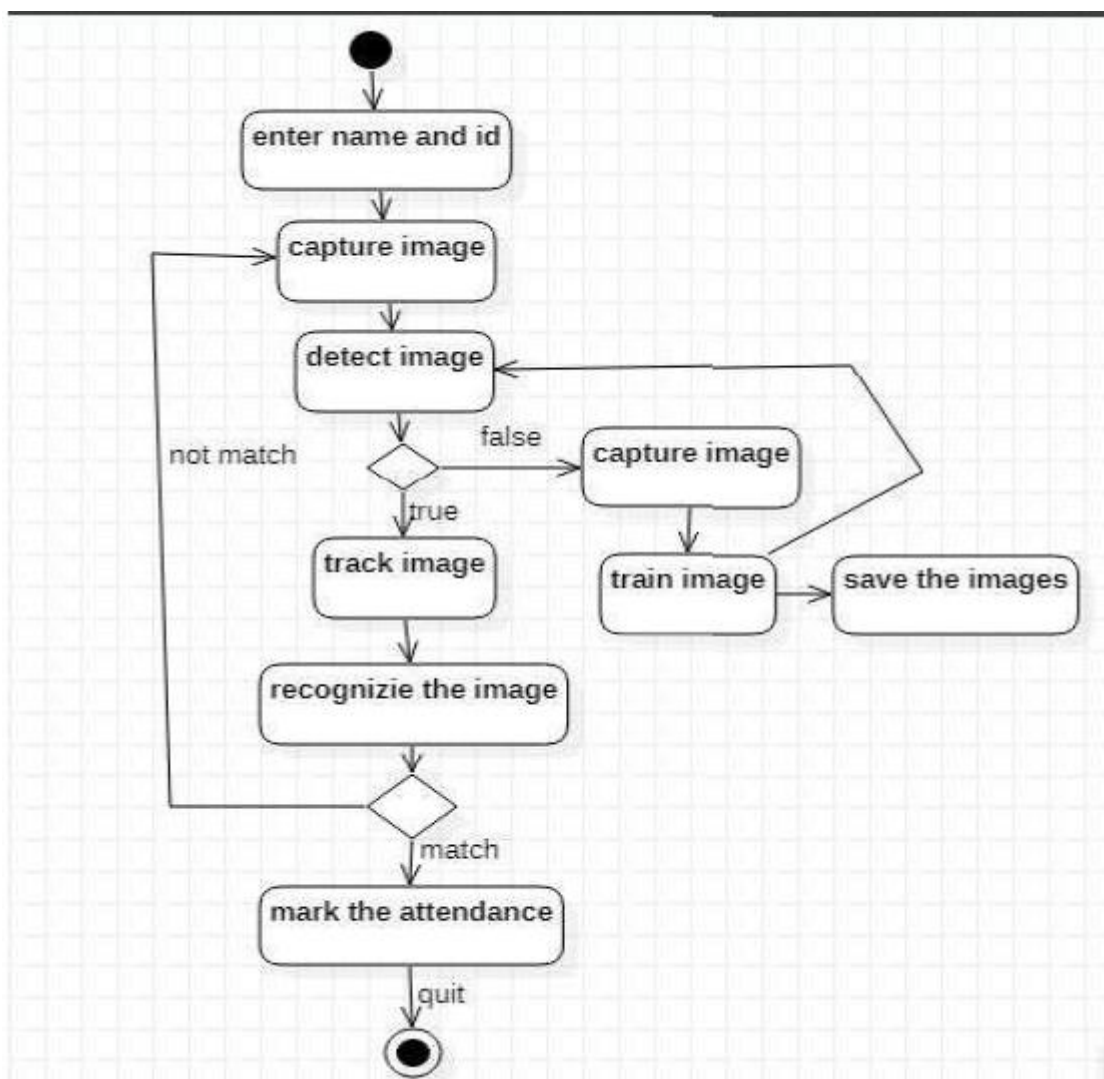 enter name and id
capture image
detect image
false
capture image
not match
true
track image
train image
save the images
recognizie the image
match
mark the attendance
quit